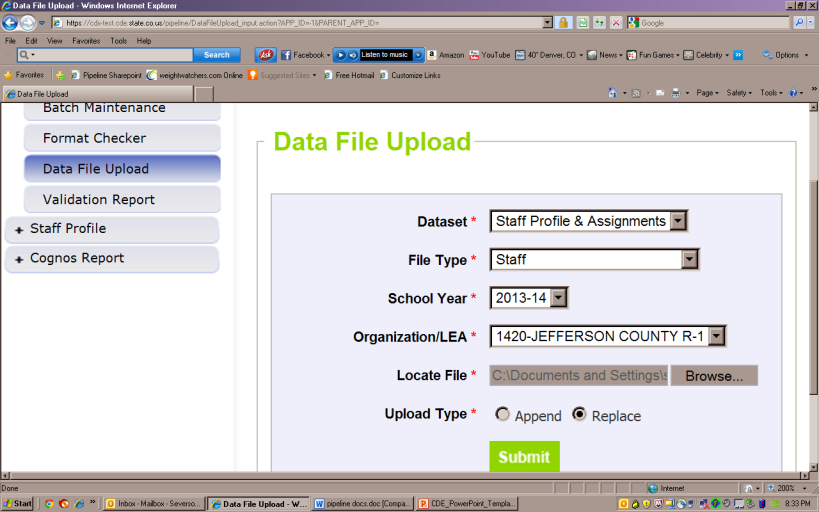 Data File Upload - Windows Internet Explorer
https://cdx-test.cde.state.co.us/pipeline/DataFileUpload_input.action?APP_ID=-1&PARENT_APP_ID=
Google
File Edit View Favorites Tools Help
Search
Ask
Facebook
Listen to music
Amazon
YouTube
40° Denver, CO
News
Fun Games
Celebrity
Options
Favorites
Pipeline Sharepoint
weightwatchers.com Online
Suggested Sites
Free Hotmail
Customize Links
Data File Upload
Page Safety Tools
Batch Maintenance
Format Checker
Data File Upload
Validation Report
+ Staff Profile
+ Cognos Report
Data File Upload
Dataset * Staff Profile & Assignments
File Type * Staff
School Year * 2013-14
Organization/LEA * 1420-JEFFERSON COUNTY R-1
Locate File * C:\Documents and Settings\s Browse...
Upload Type * Append Replace
Submit
Done
Internet
200%
Start
Inbox - Mailbox - Severso...
Data File Upload - W...
pipeline docs.doc [Compa...
CDE_PowerPoint_Templa...
8:33 PM